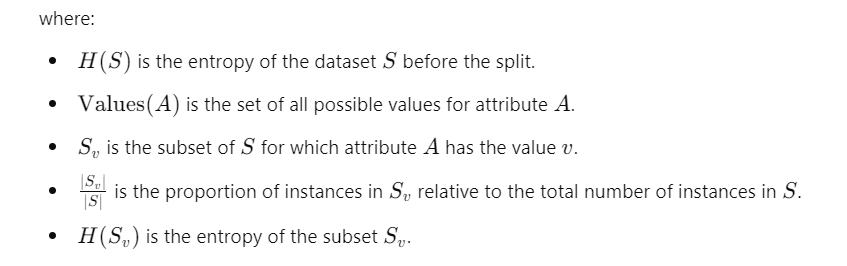 where:
• H(S) is the entropy of the dataset S before the split.
• Values(A) is the set of all possible values for attribute A.
• S_v is the subset of S for which attribute A has the value v.
• |S_v|/|S| is the proportion of instances in S_v relative to the total number of instances in S.
• H(S_v) is the entropy of the subset S_v.